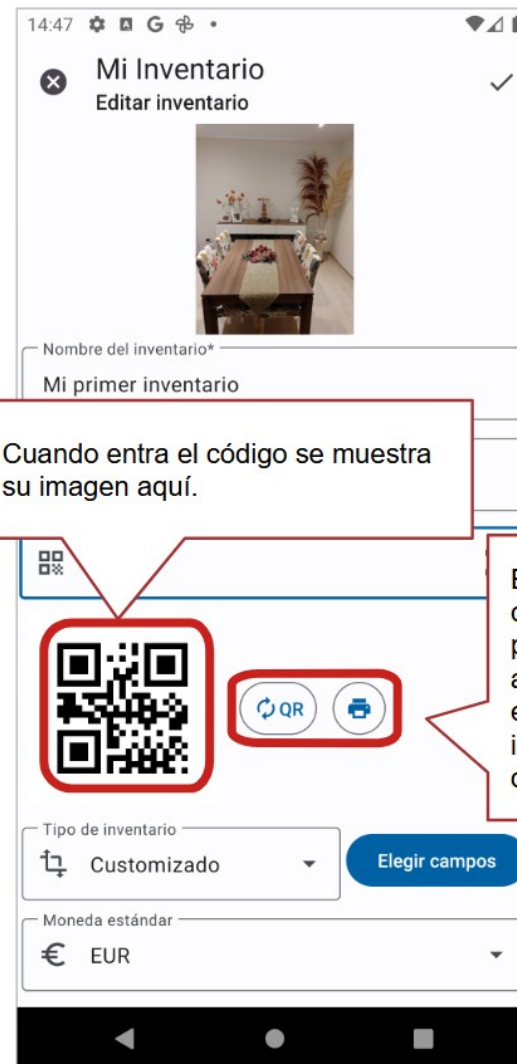 14:47
Mi Inventario
Editar inventario
Nombre del inventario*
Mi primer inventario
Cuando entra el código se muestra
su imagen aquí.
QR
Tipo de inventario
Customizado
Elegir campos
Moneda estándar
€ EUR